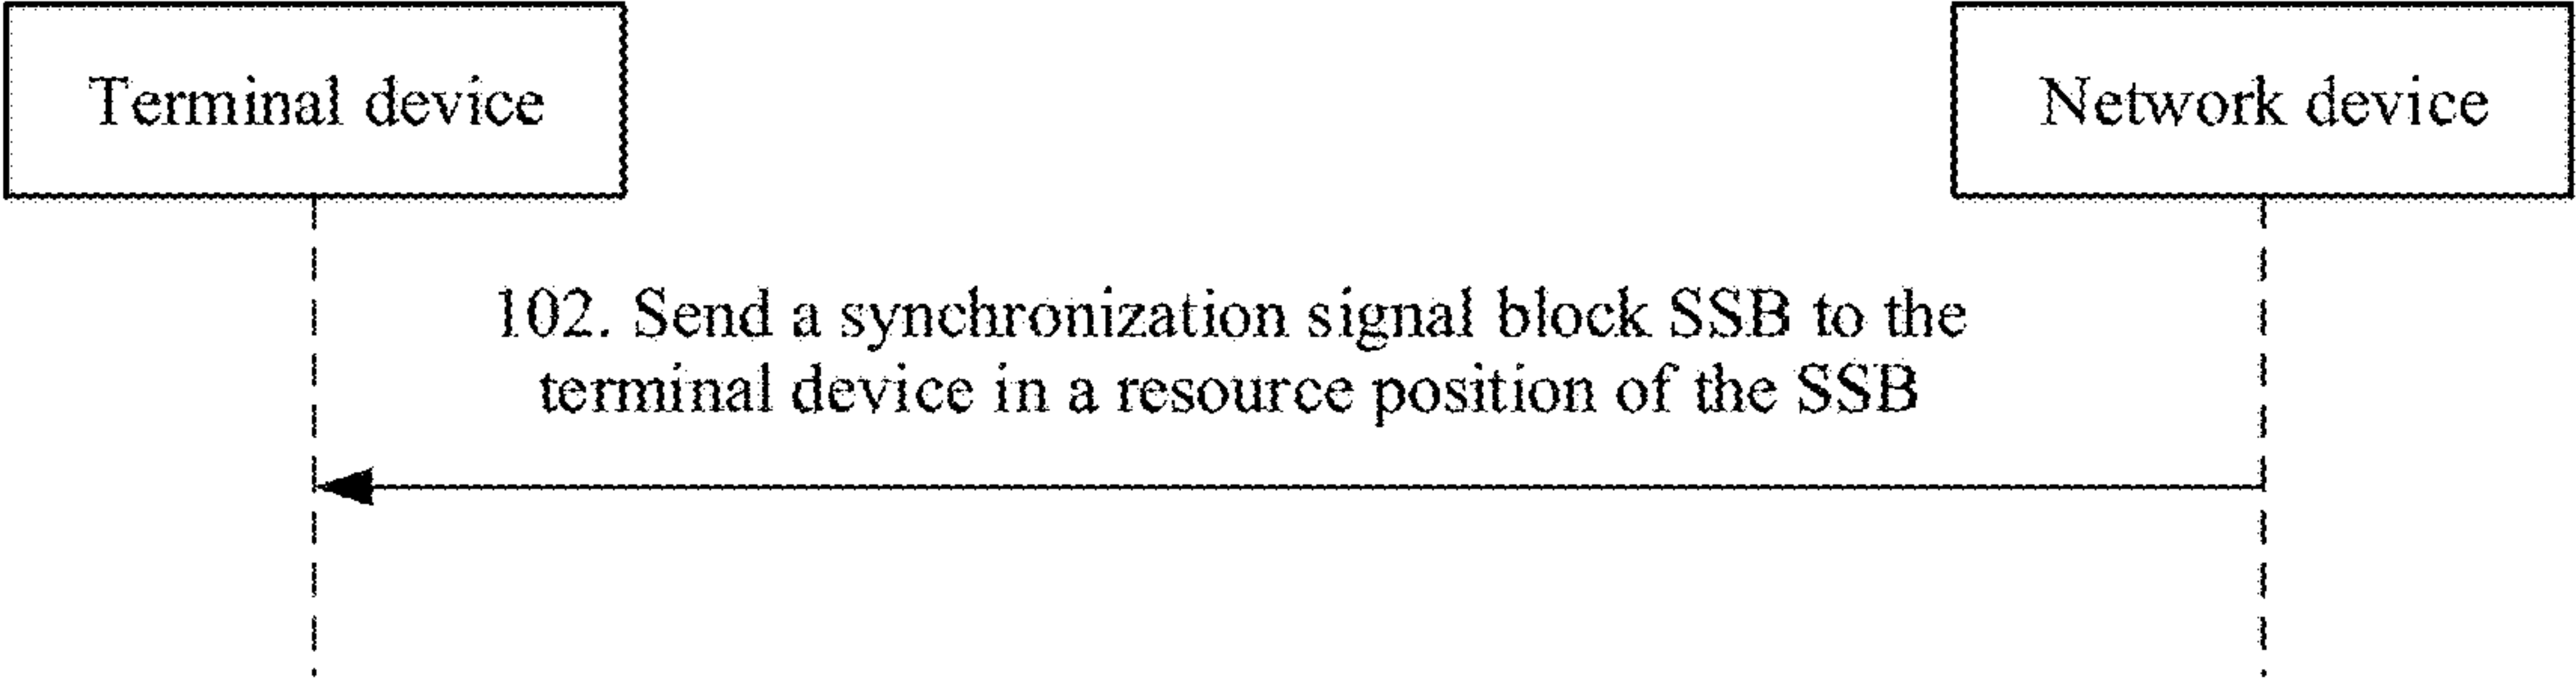 Terminal device
Network device
102. Send a synchronization signal block SSB to the
terminal device in a resource position of the SSB